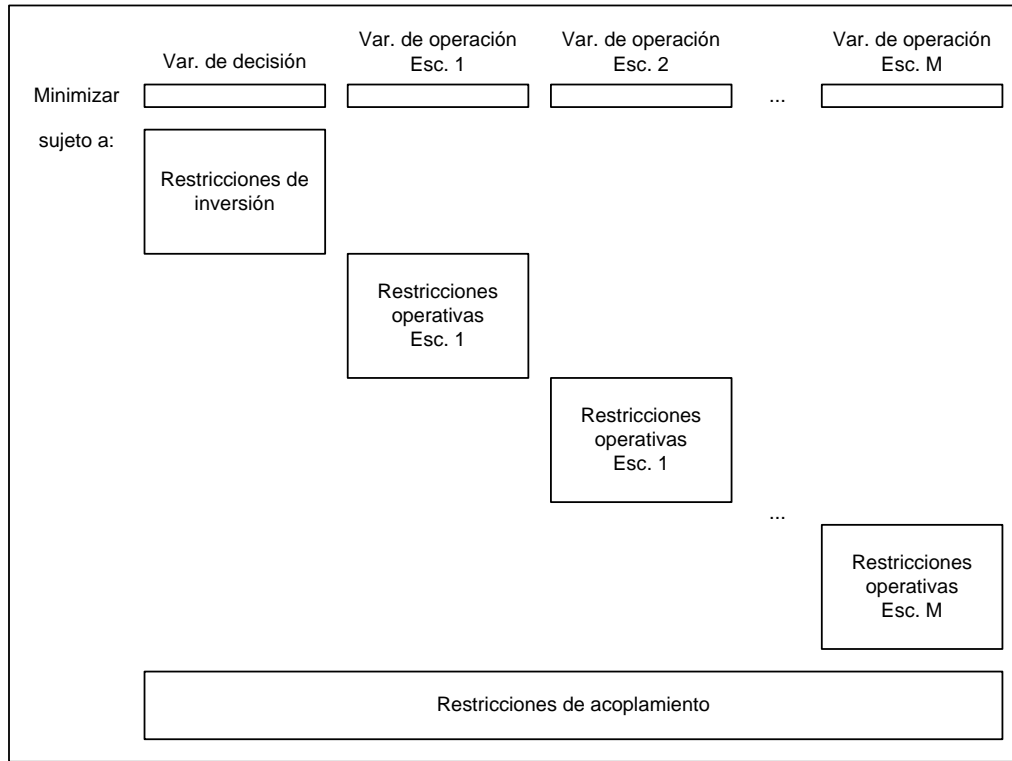 Var. de decisión
Var. de operación
Esc. 1
Var. de operación
Esc. 2
Var. de operación
Esc. M
Minimizar
...
sujeto a:
Restricciones de
inversión
Restricciones
operativas
Esc. 1
Restricciones
operativas
Esc. 1
...
Restricciones
operativas
Esc. M
Restricciones de acoplamiento